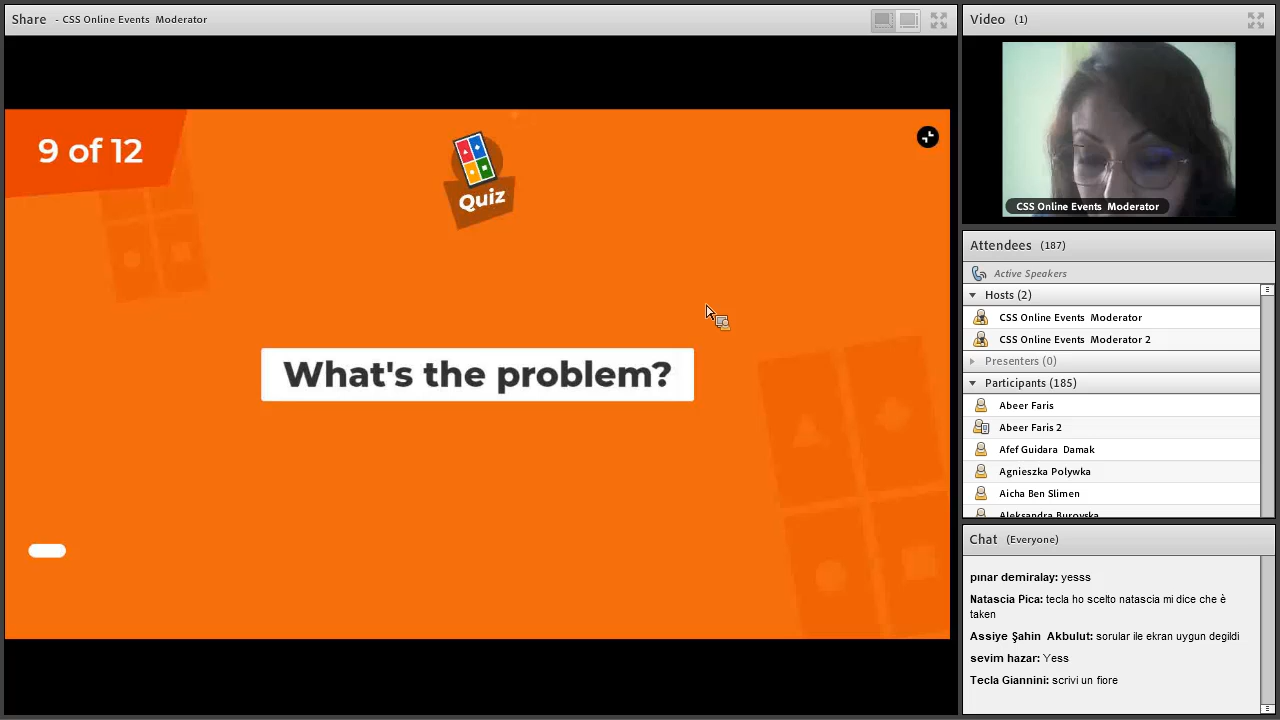 Share - CSS Online Events Moderator
9 of 12
Quiz
What's the problem?
Video (1)
CSS Online Events Moderator
Attendees (187)
Active Speakers
Hosts (2)
CSS Online Events Moderator
CSS Online Events Moderator 2
Presenters (0)
Participants (185)
Abeer Faris
Abeer Faris 2
Afef Guidara Damak
Agnieszka Polywka
Aicha Ben Slimen
Aleksandra Burovska
Chat (Everyone)
pınar demiralay: yesss
Natascia Pica: tecla ho scelto natascia mi dice che è
taken
Assiye Şahin Akbulut: sorular ile ekran uygun degildi
sevim hazar: Yess
Tecla Giannini: scrivi un fiore